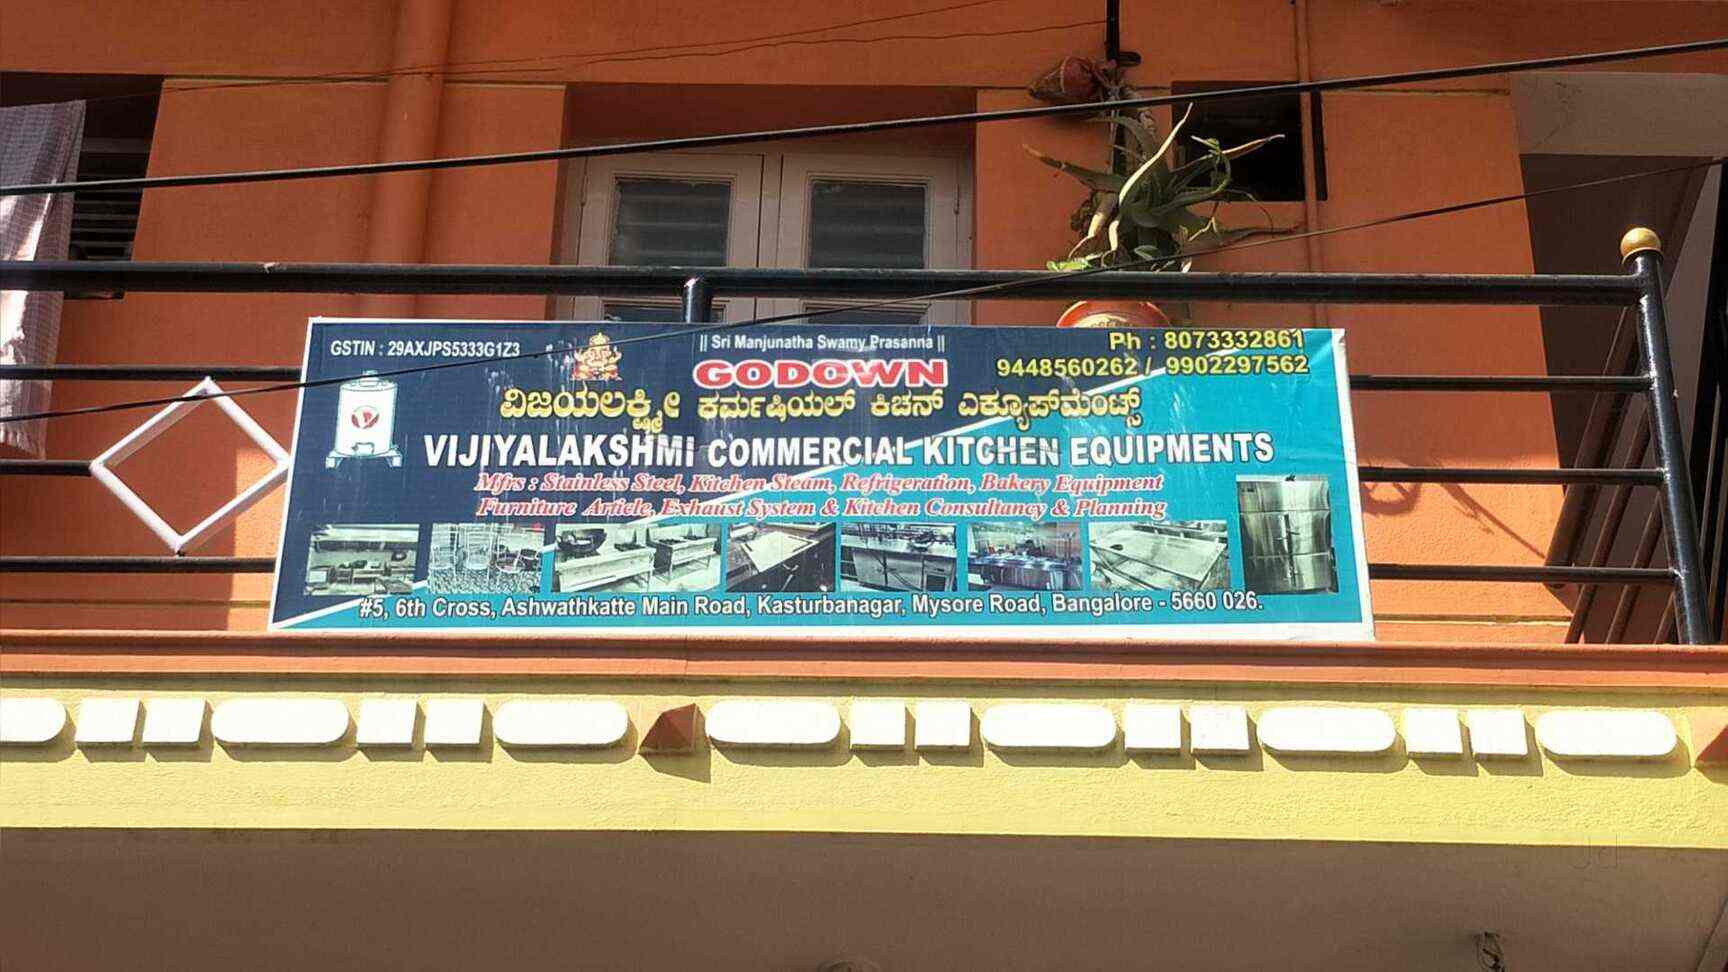 GSTIN : 29AXJPS5333G1Z3
|| Sri Manjunatha Swamy Prasanna ||
Ph : 8073332861
9448560262 / 9902297562
GODOWN
ವಿಜಯಲಕ್ಷ್ಮೀ ಕರ್ಮಷಿಯಲ್ ಕಿಚನ್ ಎಕ್ಯೂಪ್‌ಮೆಂಟ್ಸ್
VIJIYALAKSHMI COMMERCIAL KITCHEN EQUIPMENTS
Mfrs : Stainless Steel, Kitchen Steam, Refrigeration, Bakery Equipment
Furniture Article, Exhaust System & Kitchen Consultancy & Planning
#5, 6th Cross, Ashwathkatte Main Road, Kasturbanagar, Mysore Road, Bangalore - 5660 026.